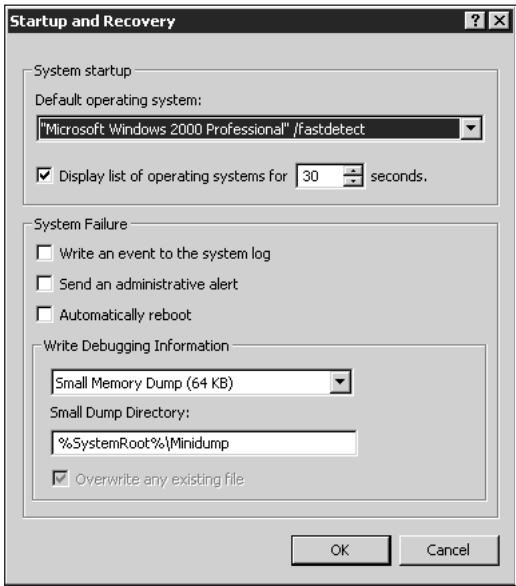 Startup and Recovery
System startup
Default operating system:
"Microsoft Windows 2000 Professional" /fastdetect
Display list of operating systems for 30 seconds.
System Failure
Write an event to the system log
Send an administrative alert
Automatically reboot
Write Debugging Information
Small Memory Dump (64 KB)
Small Dump Directory:
%SystemRoot%\Minidump
Overwrite any existing file
OK Cancel